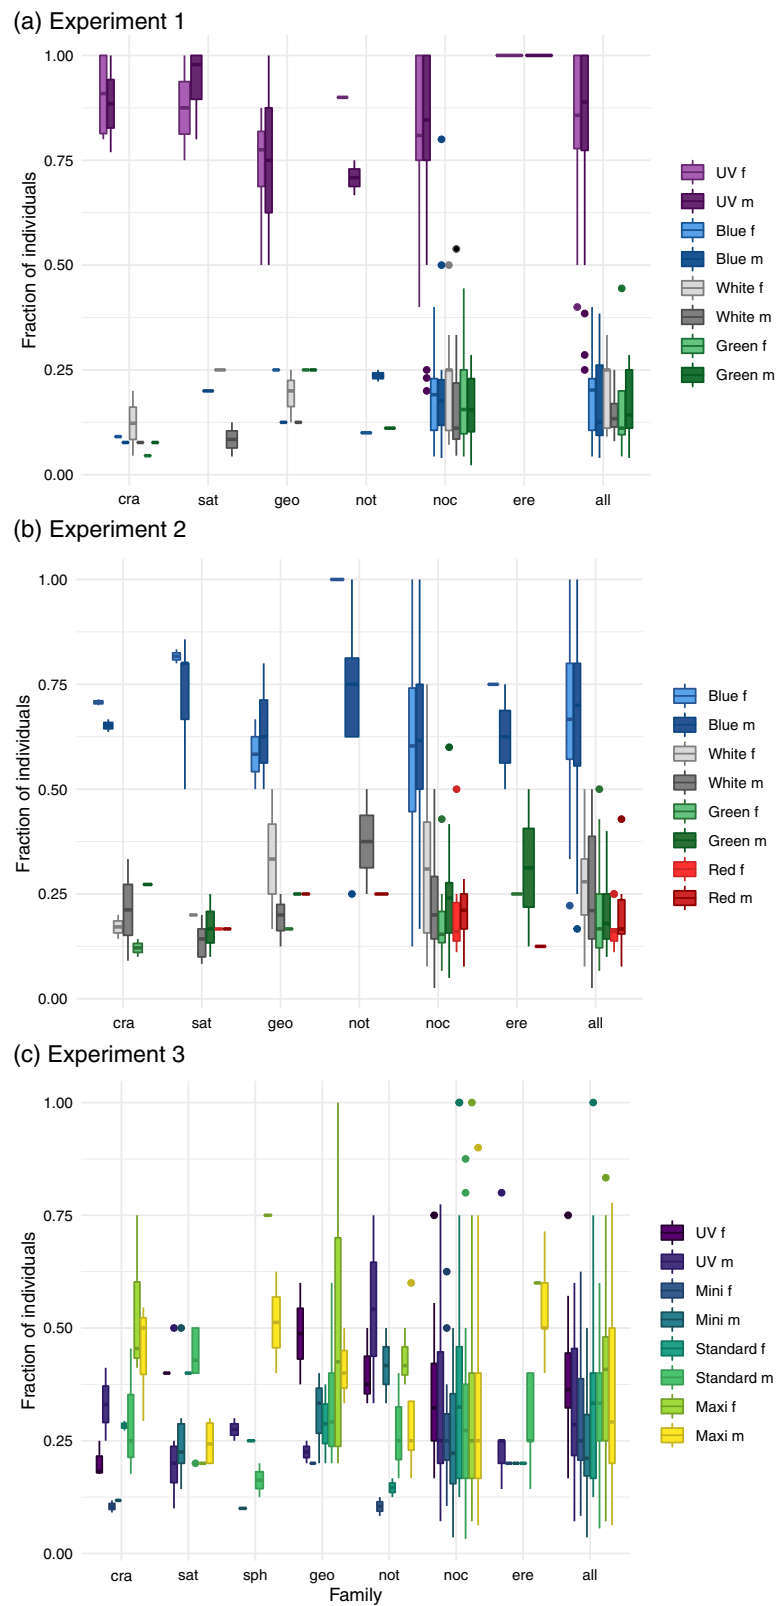 (a) Experiment 1
1.00
0.75
0.50
0.25
0.00
Fraction of individuals
cra sat geo not noc ere all
UV f
UV m
Blue f
Blue m
White f
White m
Green f
Green m
(b) Experiment 2
1.00
0.75
0.50
0.25
0.00
Fraction of individuals
cra sat geo not noc ere all
Blue f
Blue m
White f
White m
Green f
Green m
Red f
Red m
(c) Experiment 3
1.00
0.75
0.50
0.25
0.00
Fraction of individuals
cra sat sph geo not noc ere all
Family
UV f
UV m
Mini f
Mini m
Standard f
Standard m
Maxi f
Maxi m